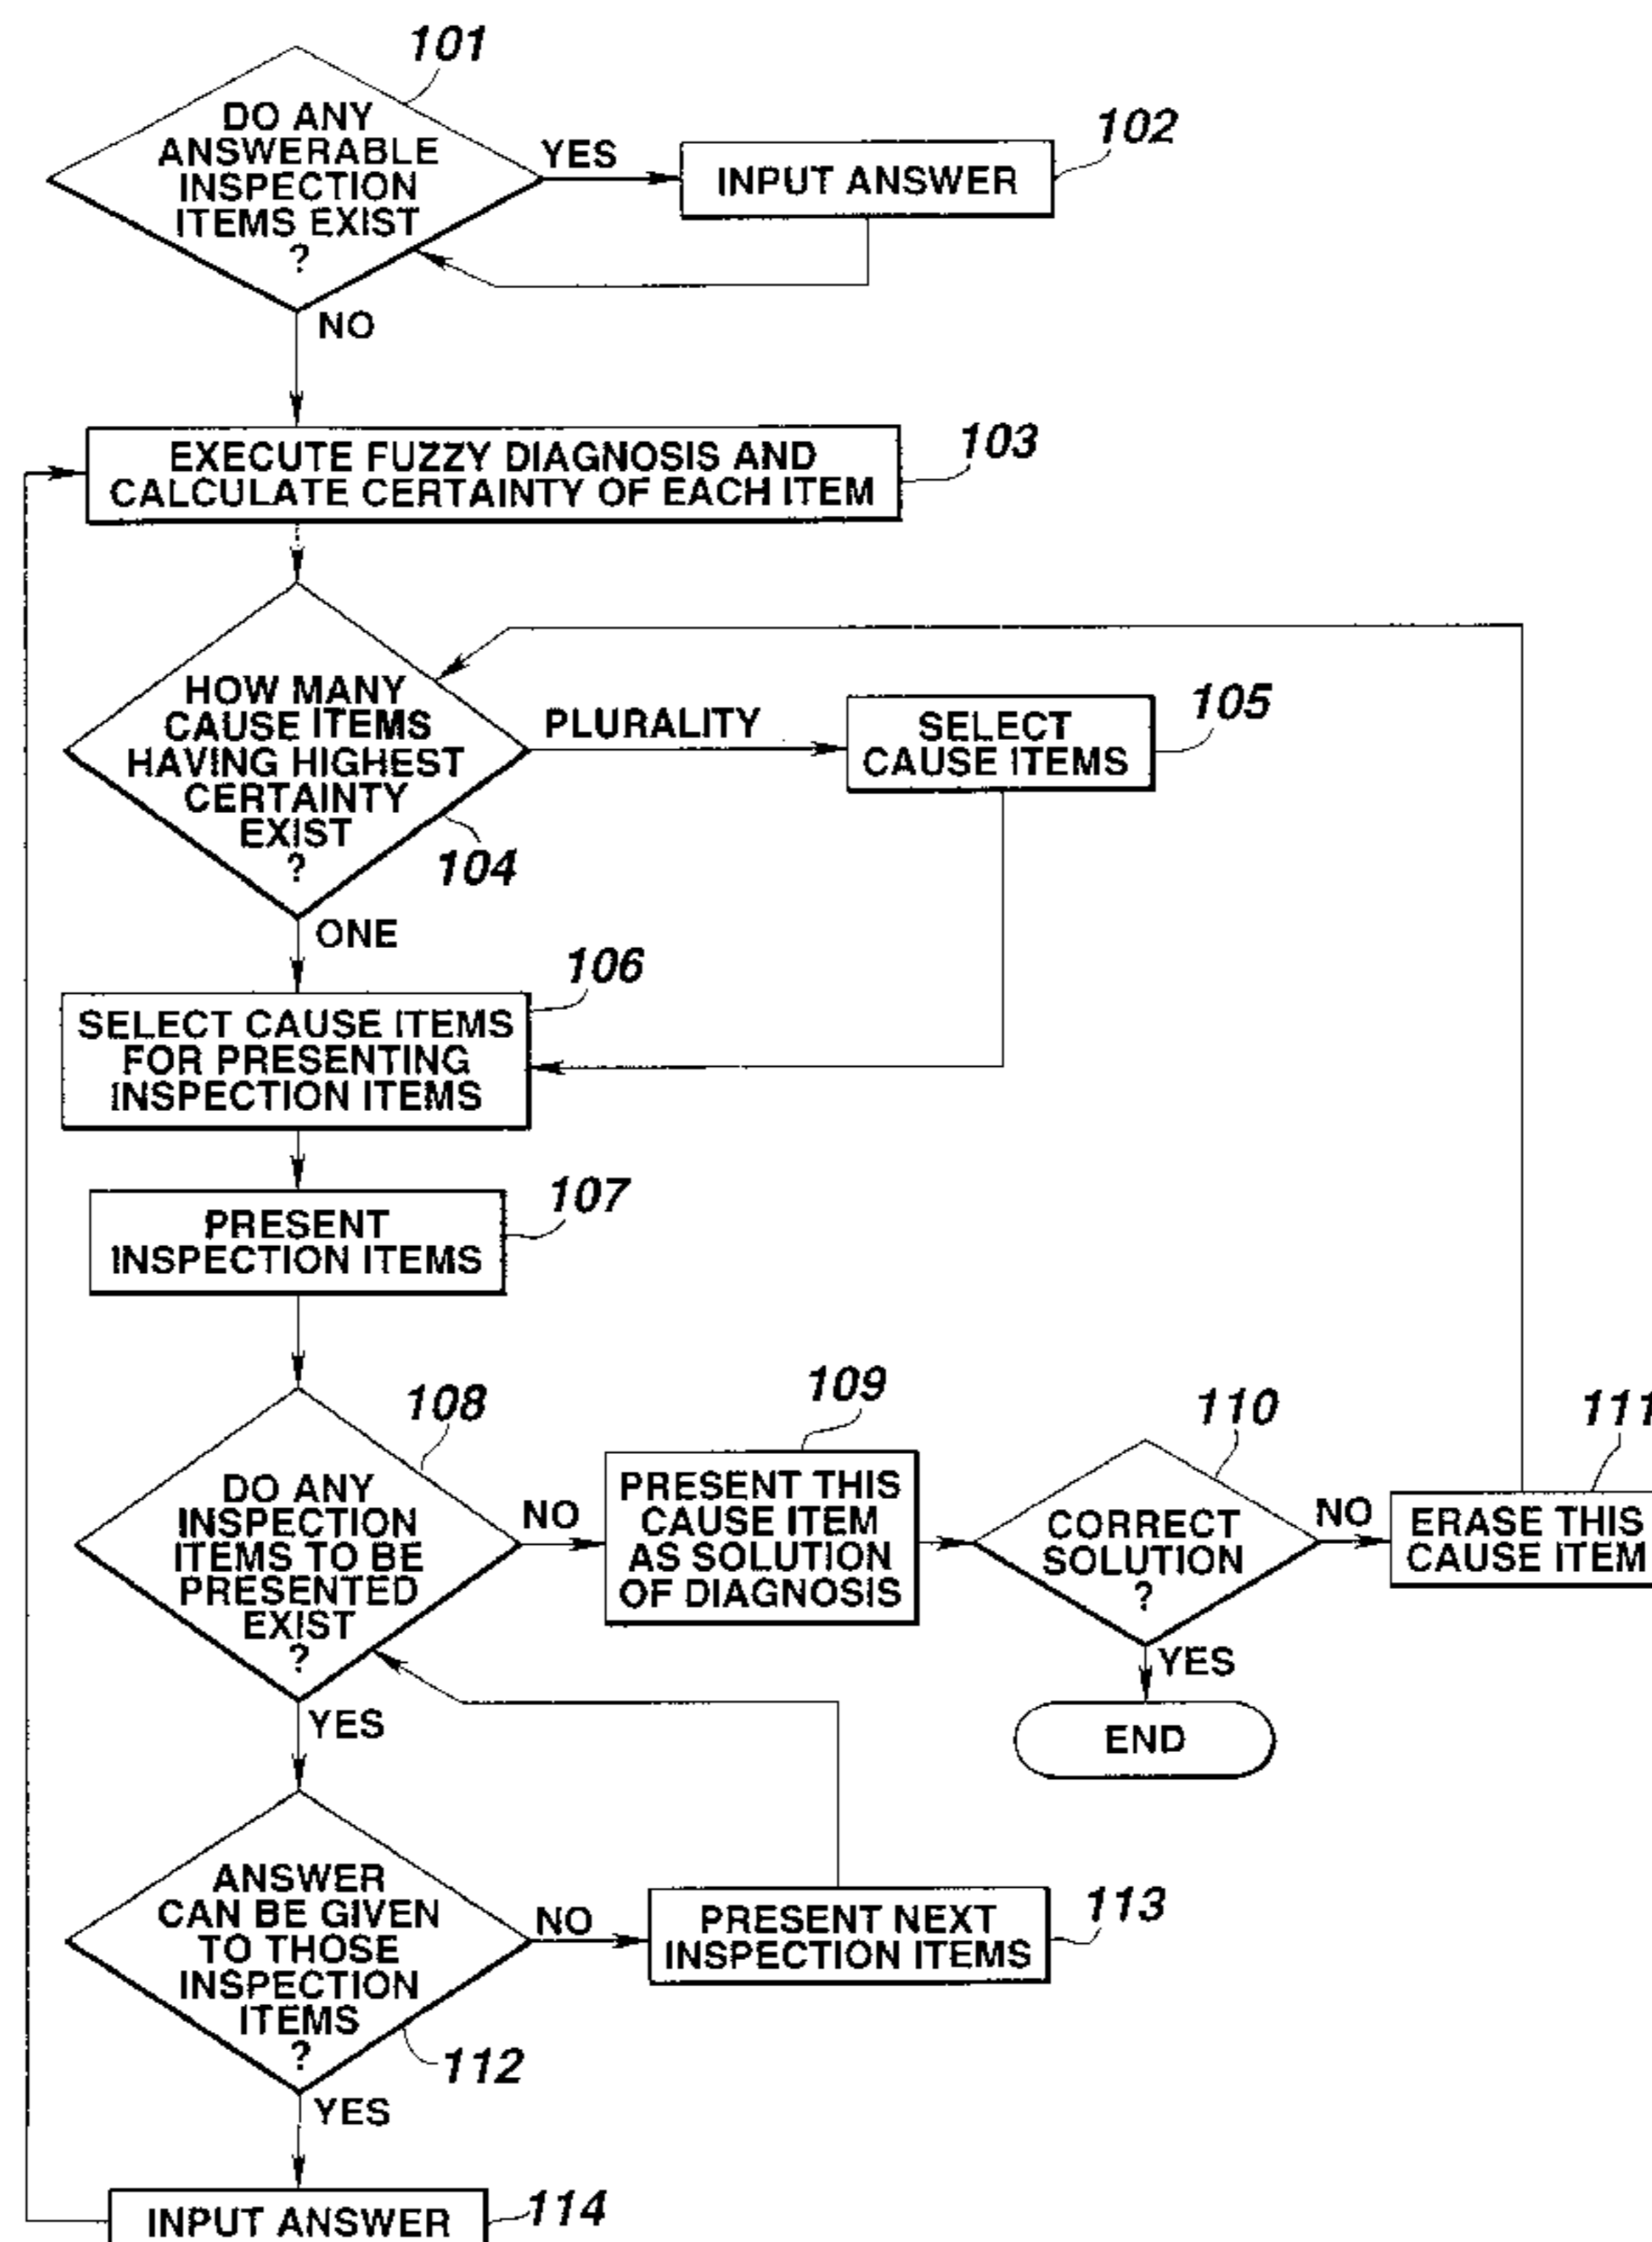 101
DO ANY
ANSWERABLE
INSPECTION
ITEMS EXIST
?
YES
102
INPUT ANSWER
NO
103
EXECUTE FUZZY DIAGNOSIS AND
CALCULATE CERTAINTY OF EACH ITEM
HOW MANY
CAUSE ITEMS
HAVING HIGHEST
CERTAINTY
EXIST
?
104
PLURALITY
105
SELECT
CAUSE ITEMS
ONE
106
SELECT CAUSE ITEMS
FOR PRESENTING
INSPECTION ITEMS
107
PRESENT
INSPECTION ITEMS
108
DO ANY
INSPECTION
ITEMS TO BE
PRESENTED
EXIST
?
NO
109
PRESENT THIS
CAUSE ITEM
AS SOLUTION
OF DIAGNOSIS
110
CORRECT
SOLUTION
?
NO
111
ERASE THIS
CAUSE ITEM
YES
END
YES
ANSWER
CAN BE GIVEN
TO THOSE
INSPECTION
ITEMS
?
112
NO
113
PRESENT NEXT
INSPECTION ITEMS
YES
INPUT ANSWER
114